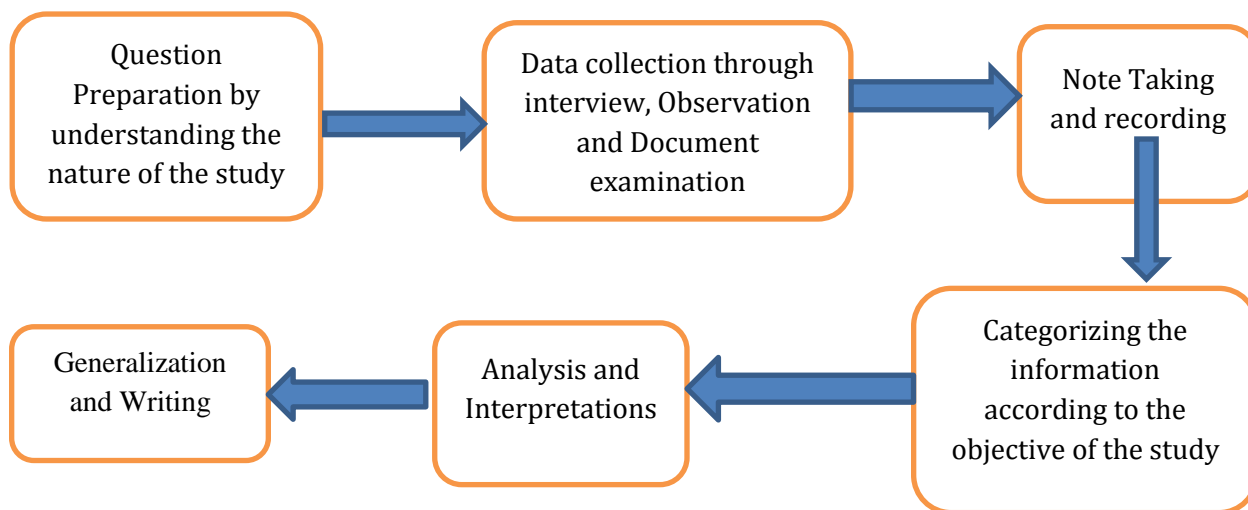 Question
Preparation by
understanding the
nature of the study
Data collection through
interview, Observation
and Document
examination
Note Taking
and recording
Categorizing the
information
according to the
objective of the study
Analysis and
Interpretations
Generalization
and Writing